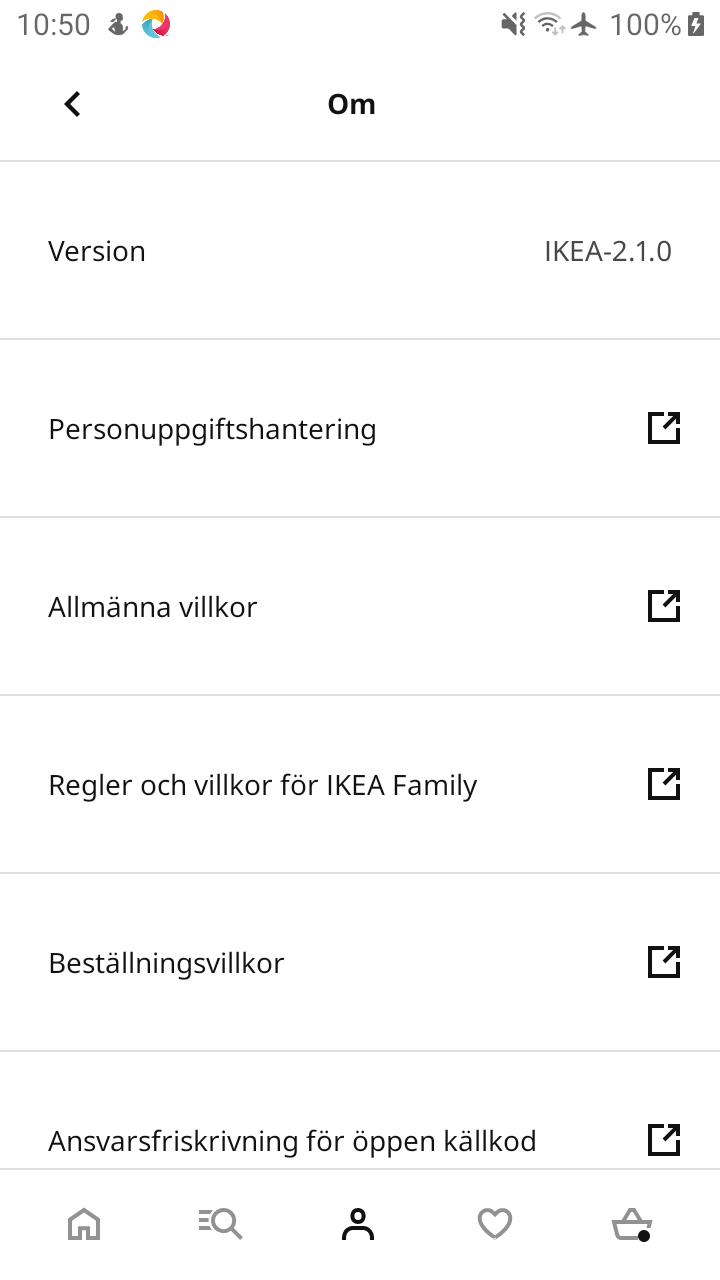 10:50
100%
Om
Version
IKEA-2.1.0
Personuppgiftshantering
Allmänna villkor
Regler och villkor för IKEA Family
Beställningsvillkor
Ansvarsfriskrivning för öppen källkod